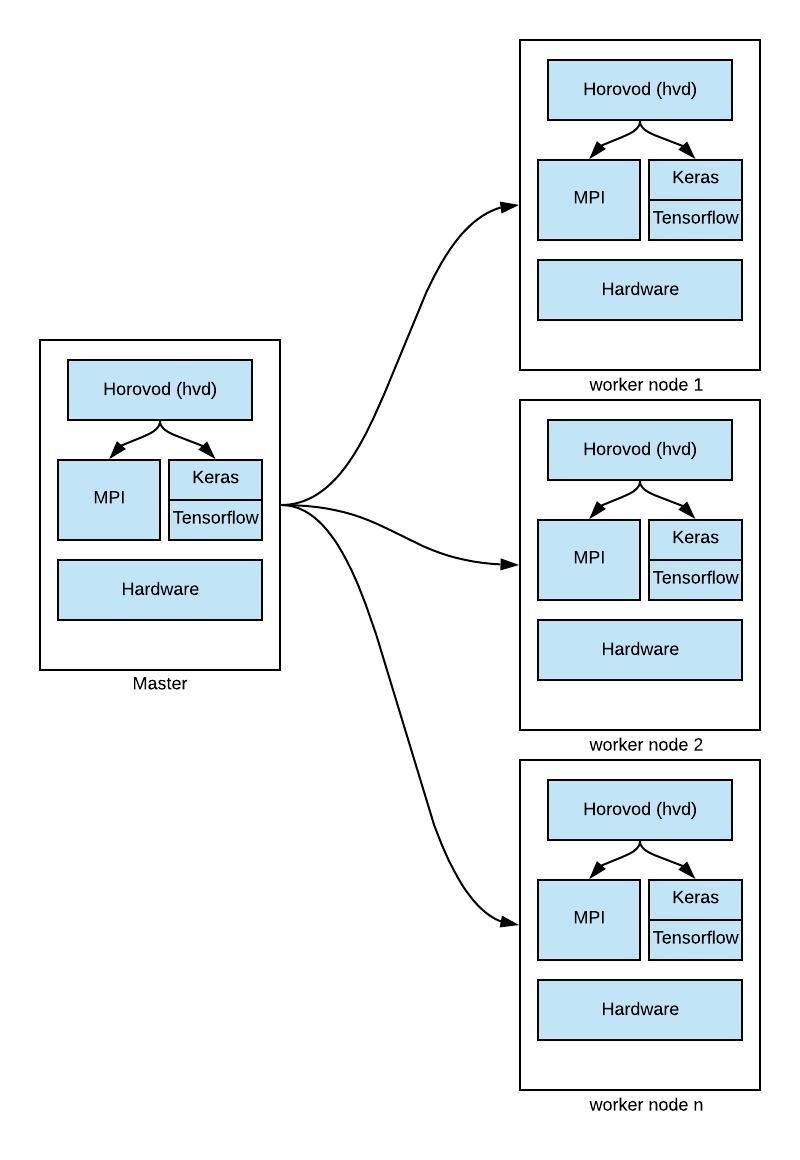 Horovod (hvd)
MPI
Keras
Tensorflow
Hardware
Master
Horovod (hvd)
MPI
Keras
Tensorflow
Hardware
worker node 1
Horovod (hvd)
MPI
Keras
Tensorflow
Hardware
worker node 2
Horovod (hvd)
MPI
Keras
Tensorflow
Hardware
worker node n